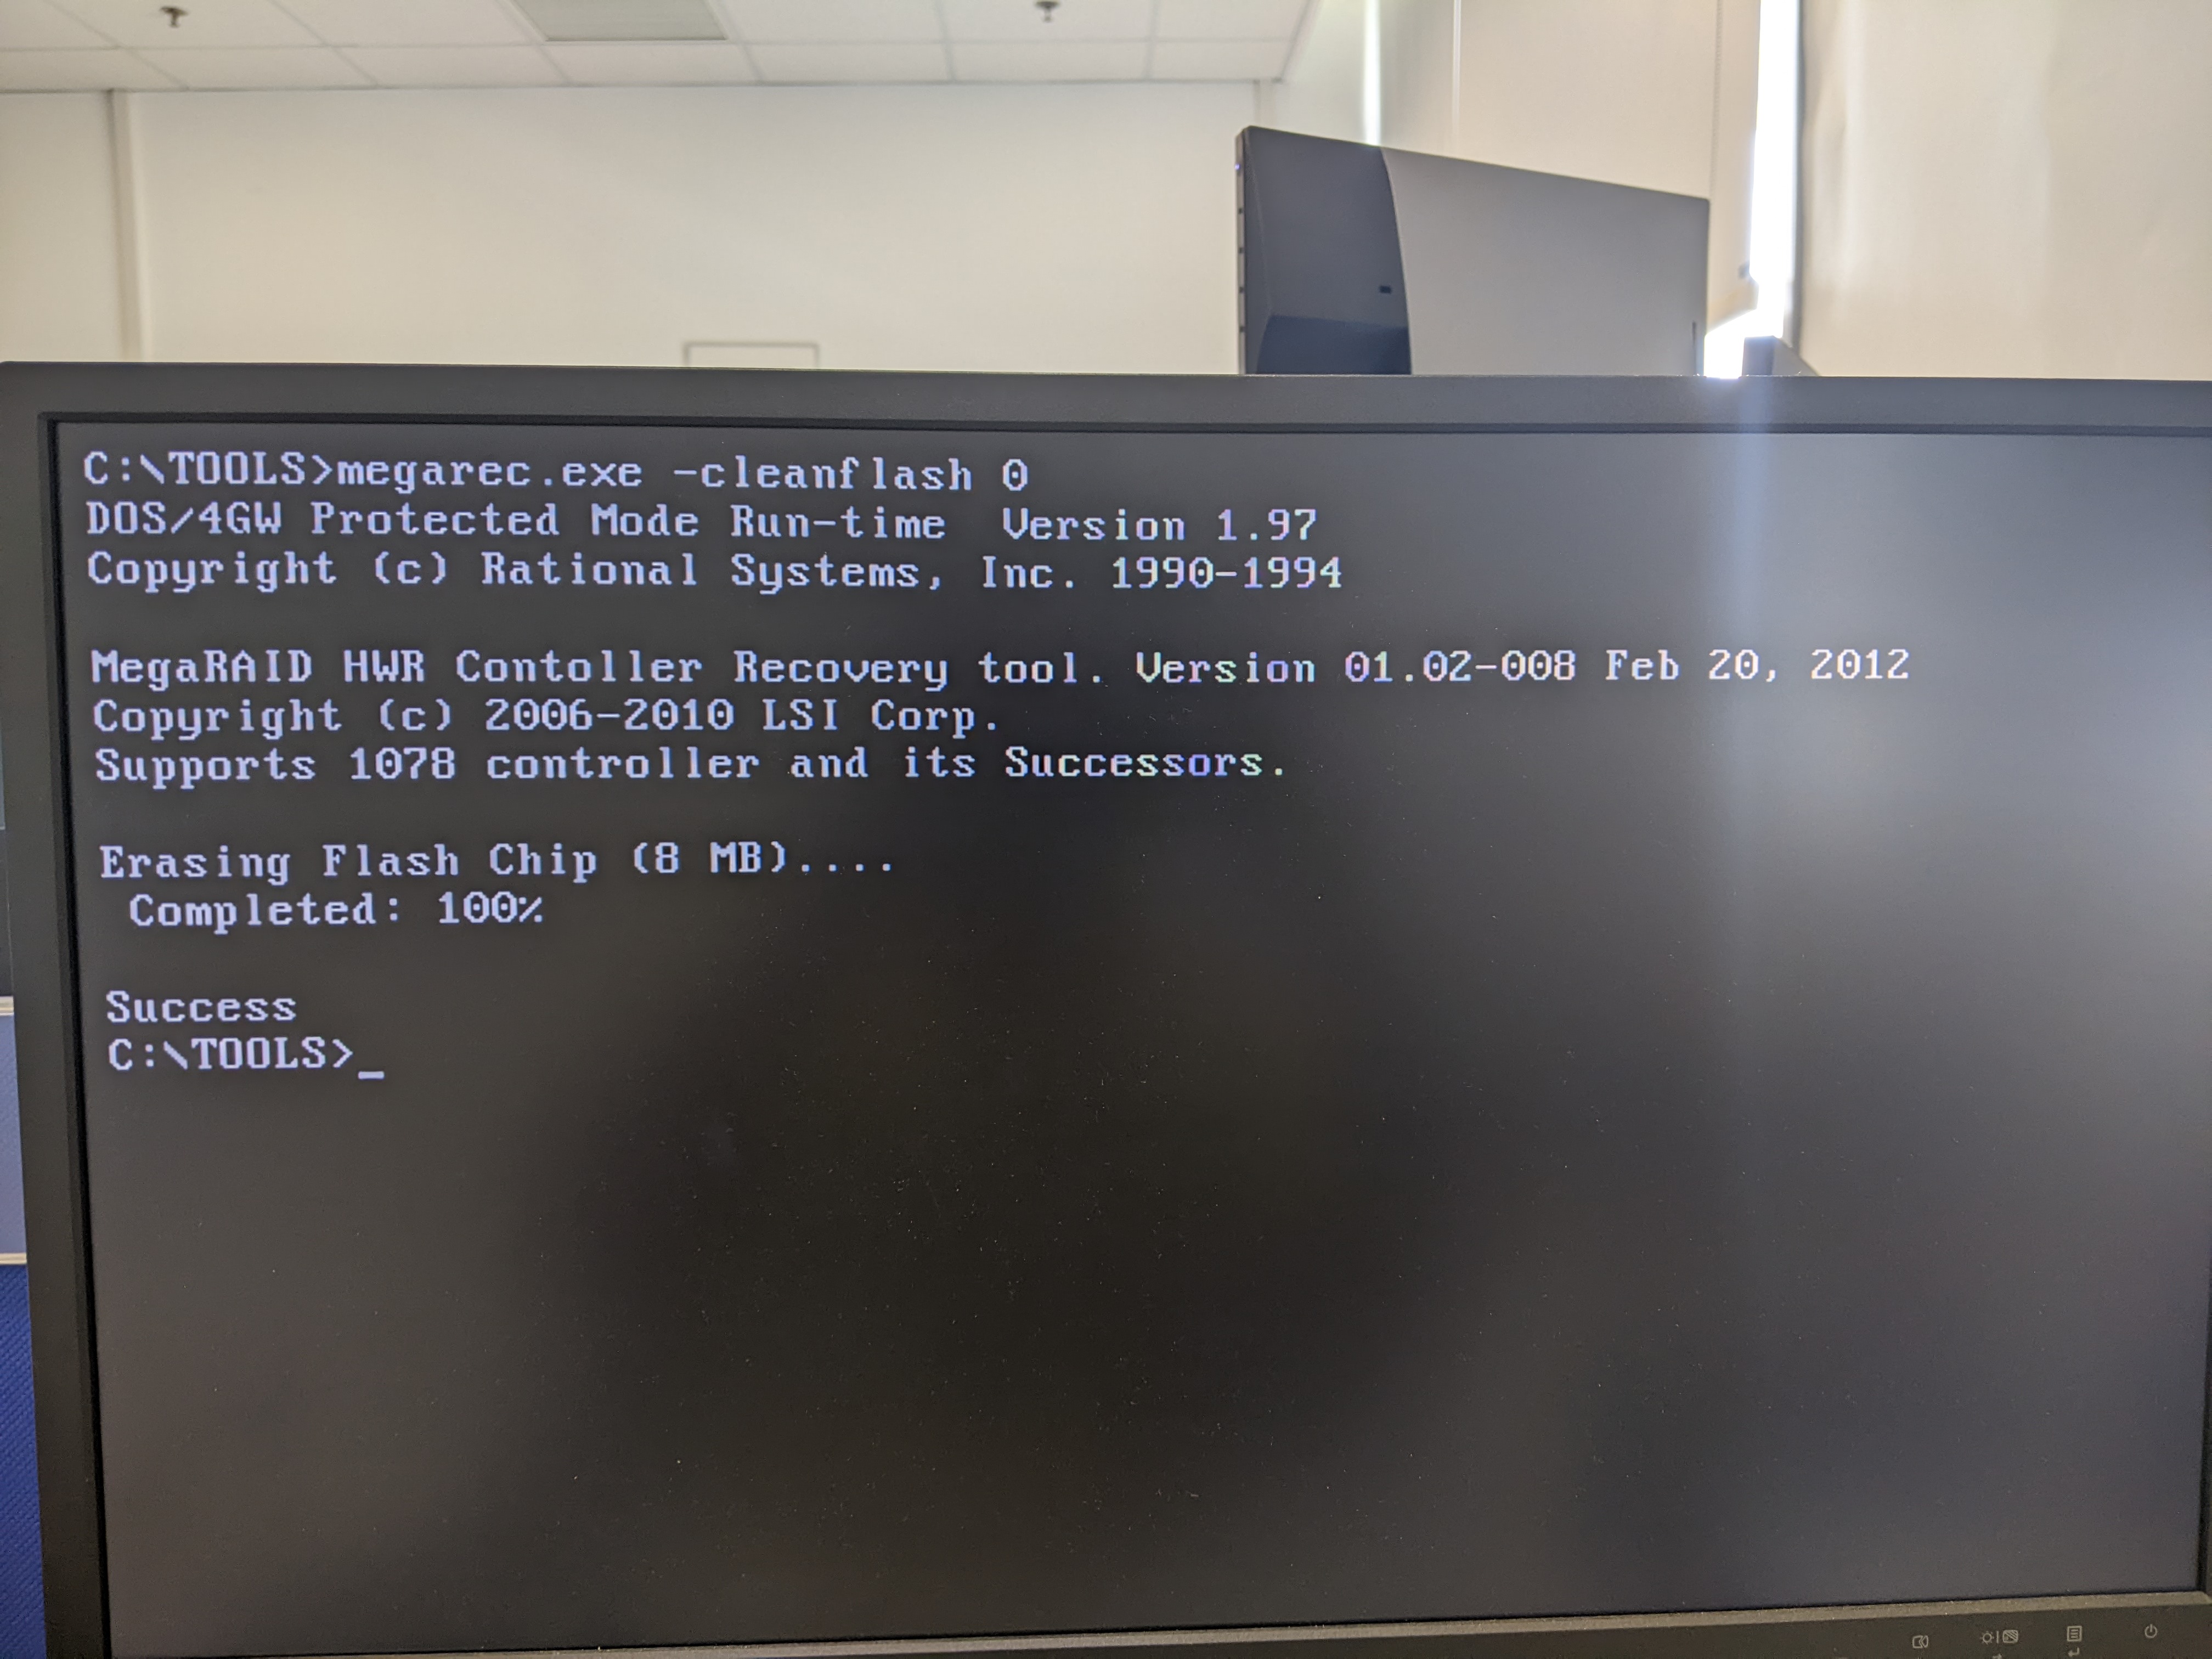 C:\TOOLS>megarec.exe -cleanflash 0
DOS/4GW Protected Mode Run-time  Version 1.97
Copyright (c) Rational Systems, Inc. 1990-1994
MegaRAID HWR Contoller Recovery tool. Version 01.02-008 Feb 20, 2012
Copyright (c) 2006-2010 LSI Corp.
Supports 1078 controller and its Successors.
Erasing Flash Chip (8 MB)....
Completed: 100%
Success
C:\TOOLS>_